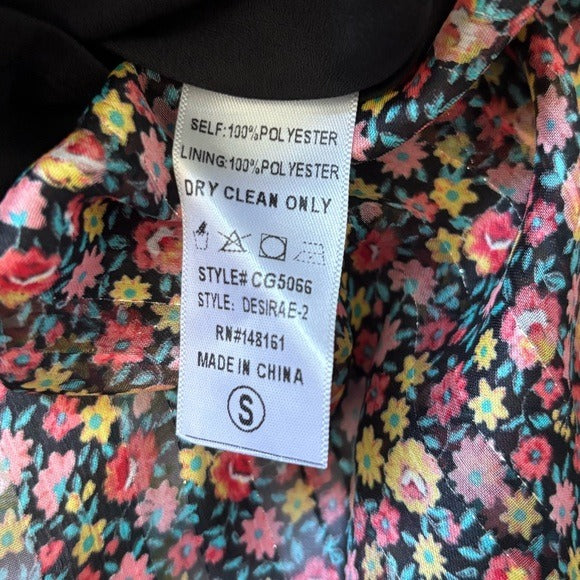 SELF:100%POLYESTER
LINING:100%POLYESTER
DRY CLEAN ONLY
STYLE# CG5066
STYLE: DESIRAE-2
RN#148161
MADE IN CHINA
S